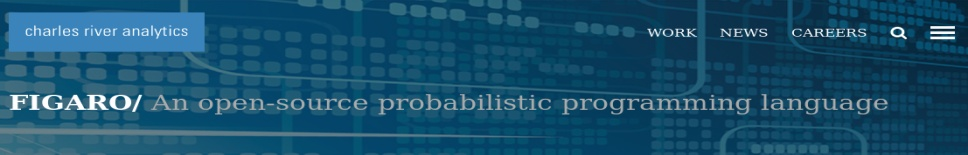 charles river analytics
WORK NEWS CAREERS
FIGARO/ An open-source probabilistic programming language